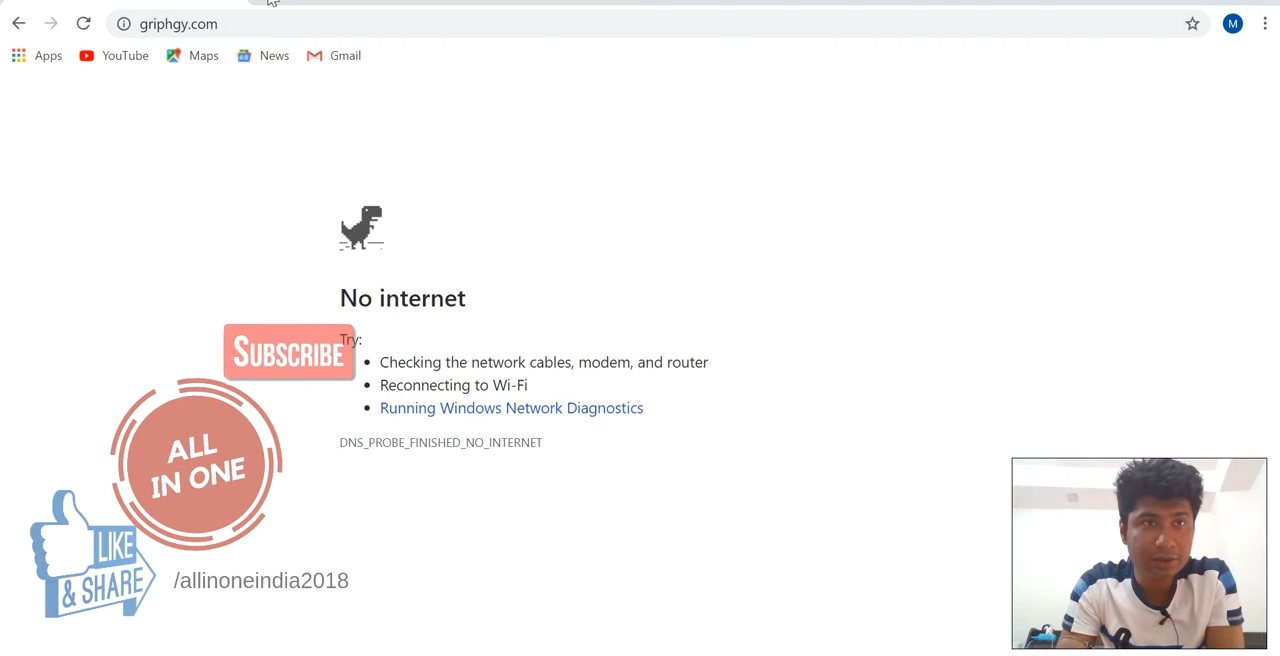 griphgy.com
M
Apps
YouTube
Maps
News
Gmail
No internet
Try:
Checking the network cables, modem, and router
Reconnecting to Wi-Fi
Running Windows Network Diagnostics
DNS_PROBE_FINISHED_NO_INTERNET
SUBSCRIBE
ALL
IN ONE
LIKE
& SHARE
/allinoneindia2018